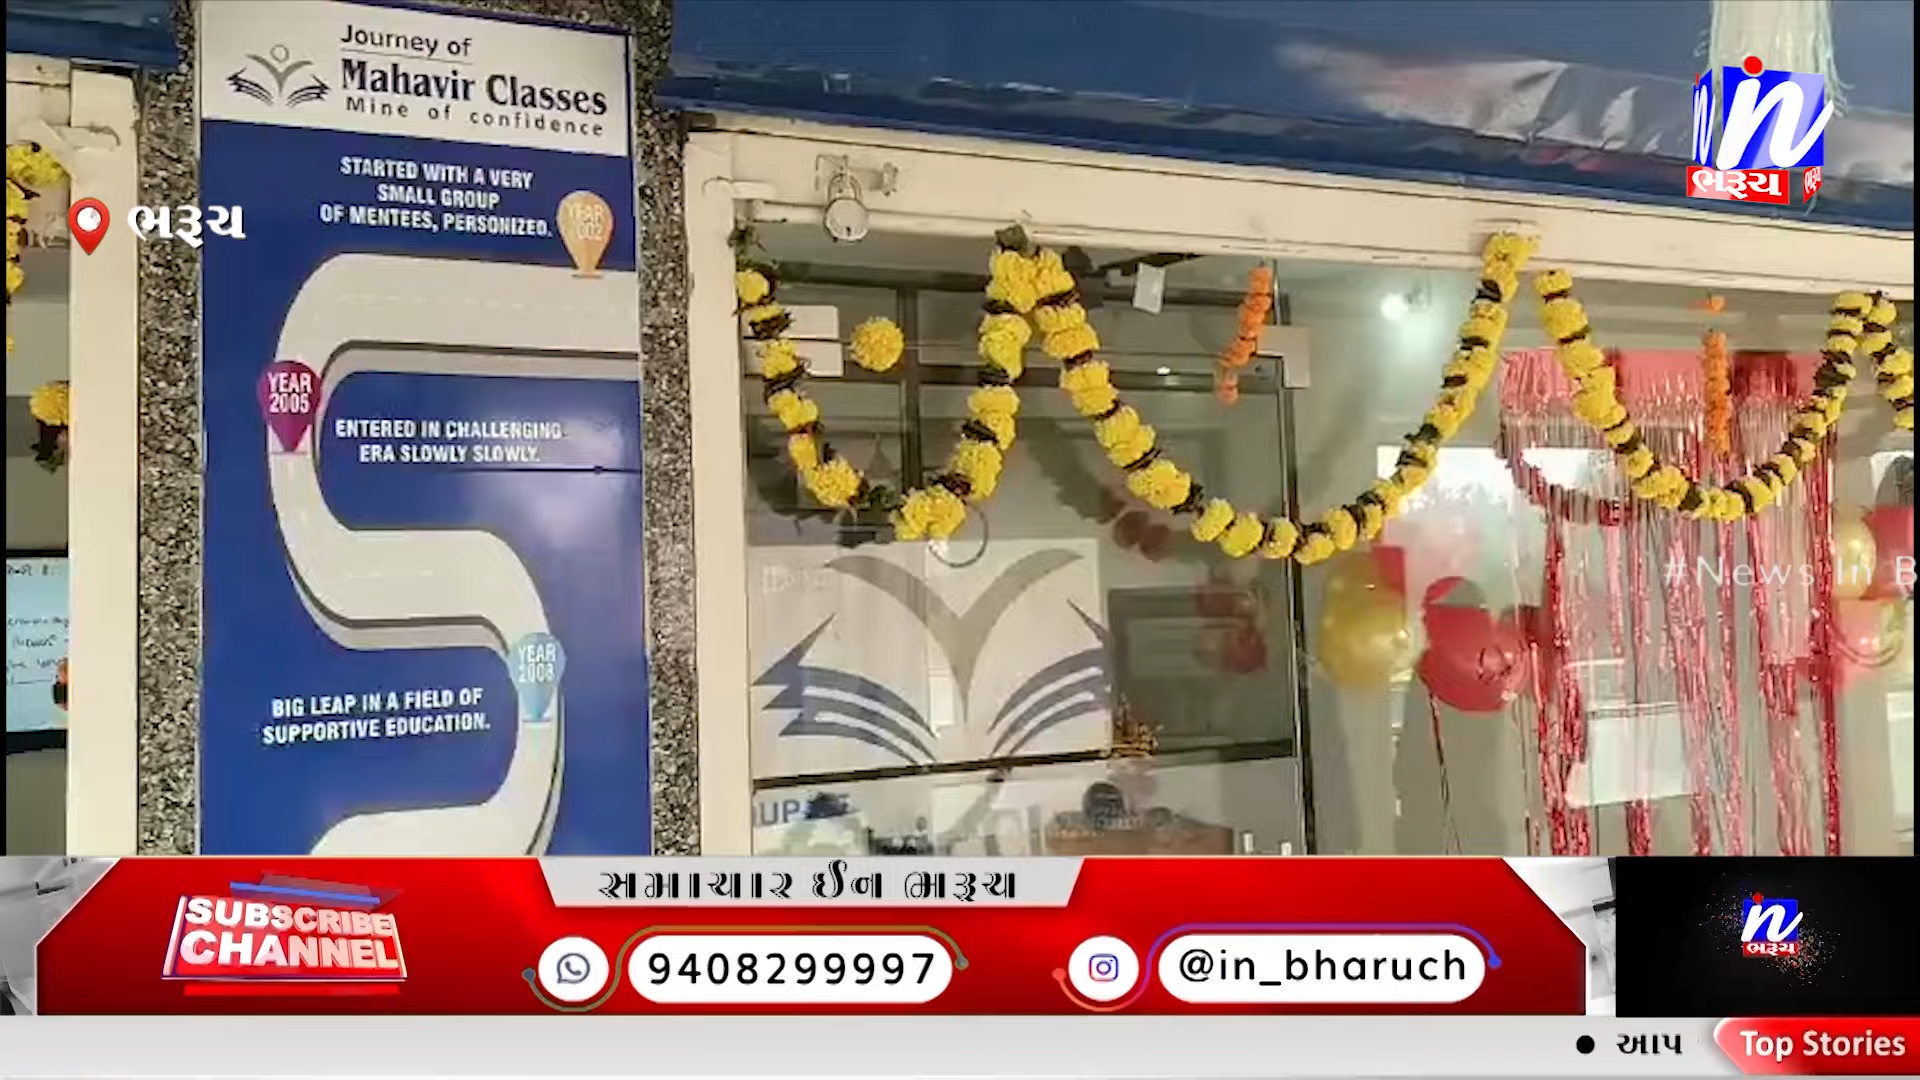 Journey of
Mahavir Classes
Mine of confidence
STARTED WITH A VERY
SMALL GROUP
OF MENTEES, PERSONIZED.
YEAR
ભરૂચ
in
ભરૂચ
YEAR
2005
ENTERED IN CHALLENGING
ERA SLOWLY SLOWLY.
#News In B
YEAR
2008
BIG LEAP IN A FIELD OF
SUPPORTIVE EDUCATION.
સમાચાર ઈન ભરૂચ
SUBSCRIBE
CHANNEL
9408299997
@in_bharuch
in
ભરૂચ
આપ
Top Stories